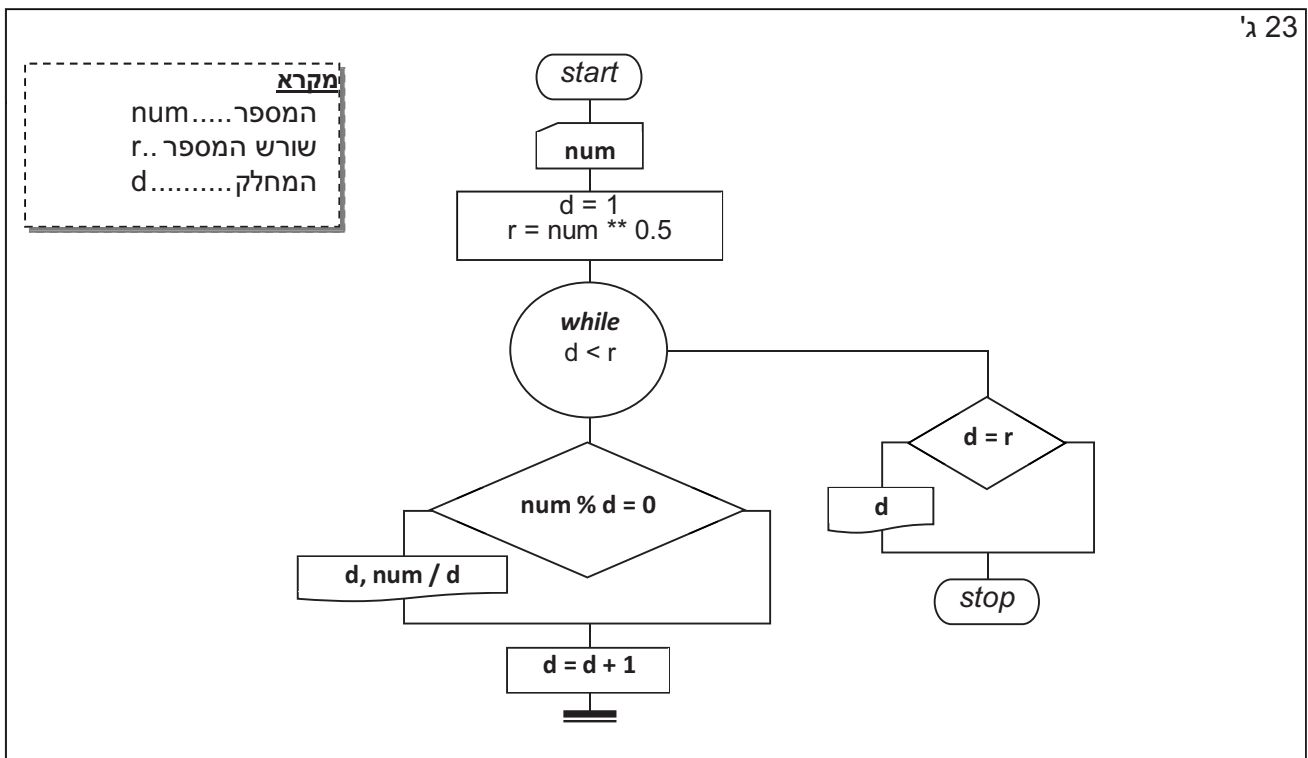 23 ג'
מקרא
המספר.....num
שורש המספר ..r
המחלק..........d
start
num
d = 1
r = num ** 0.5
while
d < r
d = r
d
stop
num % d = 0
d, num / d
d = d + 1